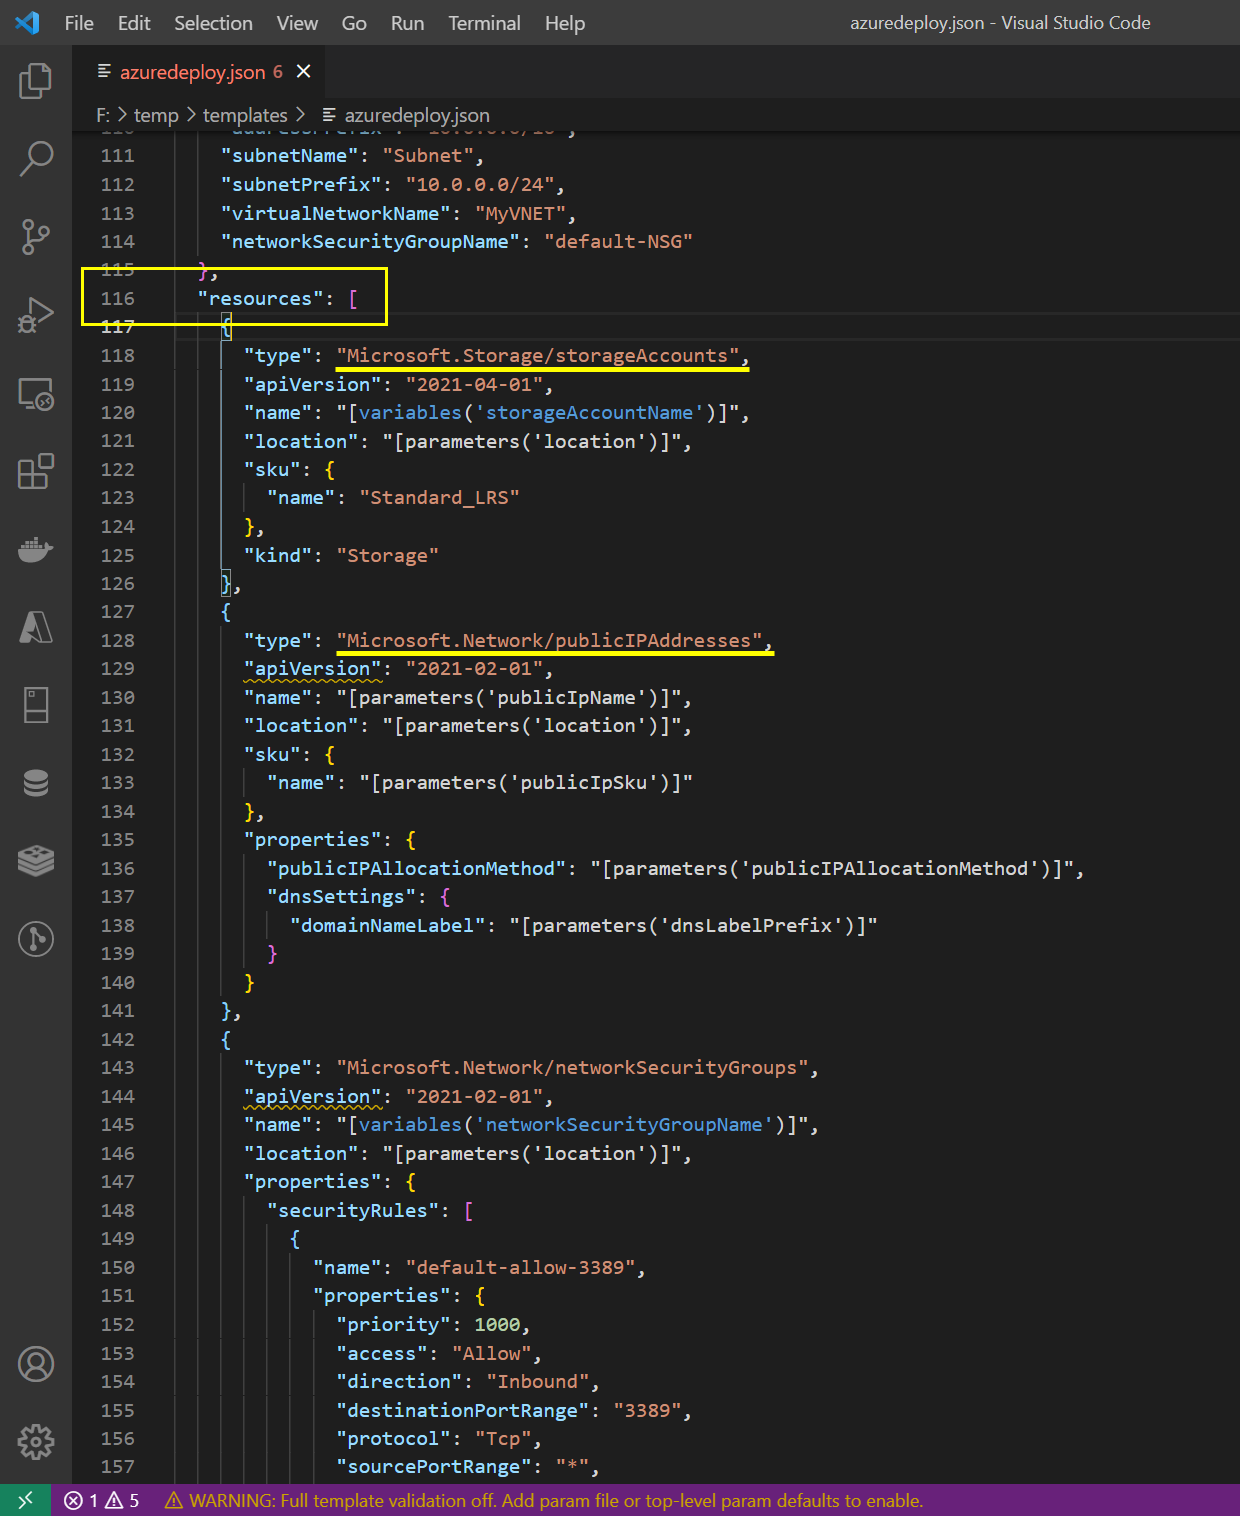 File Edit Selection View Go Run Terminal Help azuredeploy.json - Visual Studio Code
azuredeploy.json 6
F: > temp > templates > azuredeploy.json
111 "subnetName": "Subnet",
112 "subnetPrefix": "10.0.0.0/24",
113 "virtualNetworkName": "MyVNET",
114 "networkSecurityGroupName": "default-NSG"
115 },
116 "resources": [
117 {
118 "type": "Microsoft.Storage/storageAccounts",
119 "apiVersion": "2021-04-01",
120 "name": "[variables('storageAccountName')]",
121 "location": "[parameters('location')]",
122 "sku": {
123 "name": "Standard_LRS"
124 },
125 "kind": "Storage"
126 },
127 {
128 "type": "Microsoft.Network/publicIPAddresses",
129 "apiVersion": "2021-02-01",
130 "name": "[parameters('publicIpName')]",
131 "location": "[parameters('location')]",
132 "sku": {
133 "name": "[parameters('publicIpSku')]"
134 },
135 "properties": {
136 "publicIPAllocationMethod": "[parameters('publicIPAllocationMethod')]",
137 "dnsSettings": {
138 "domainNameLabel": "[parameters('dnsLabelPrefix')]"
139 }
140 }
141 },
142 {
143 "type": "Microsoft.Network/networkSecurityGroups",
144 "apiVersion": "2021-02-01",
145 "name": "[variables('networkSecurityGroupName')]",
146 "location": "[parameters('location')]",
147 "properties": {
148 "securityRules": [
149 {
150 "name": "default-allow-3389",
151 "properties": {
152 "priority": 1000,
153 "access": "Allow",
154 "direction": "Inbound",
155 "destinationPortRange": "3389",
156 "protocol": "Tcp",
157 "sourcePortRange": "*",
1 5 WARNING: Full template validation off. Add param file or top-level param defaults to enable.